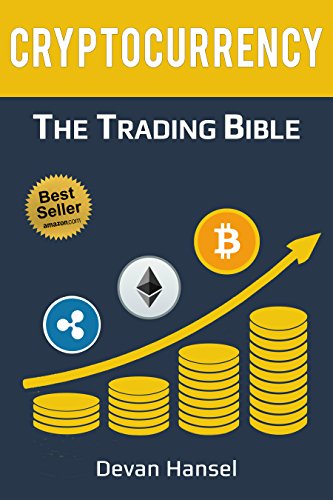 CRYPTOCURRENCY
THE TRADING BIBLE
Best
Seller
amazon.com
Devan Hansel